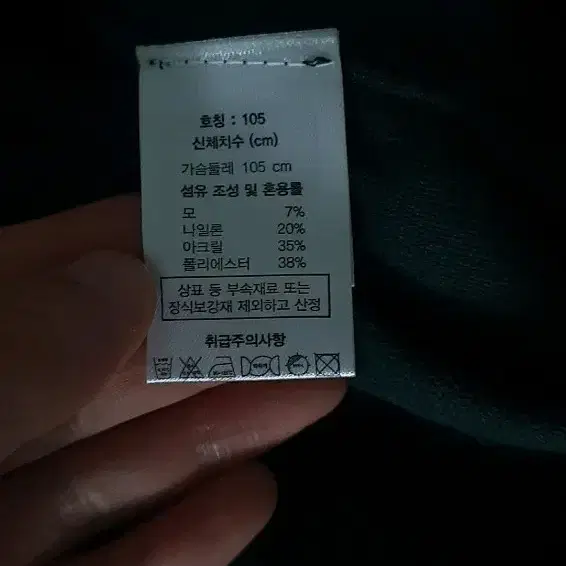 호칭 : 105
신체치수 (cm)
가슴둘레 105 cm
섬유 조성 및 혼용률
모 7%
나일론 20%
아크릴 35%
폴리에스터 38%
상표 등 부속재료 또는
장식보강재 제외하고 산정
취급주의사항